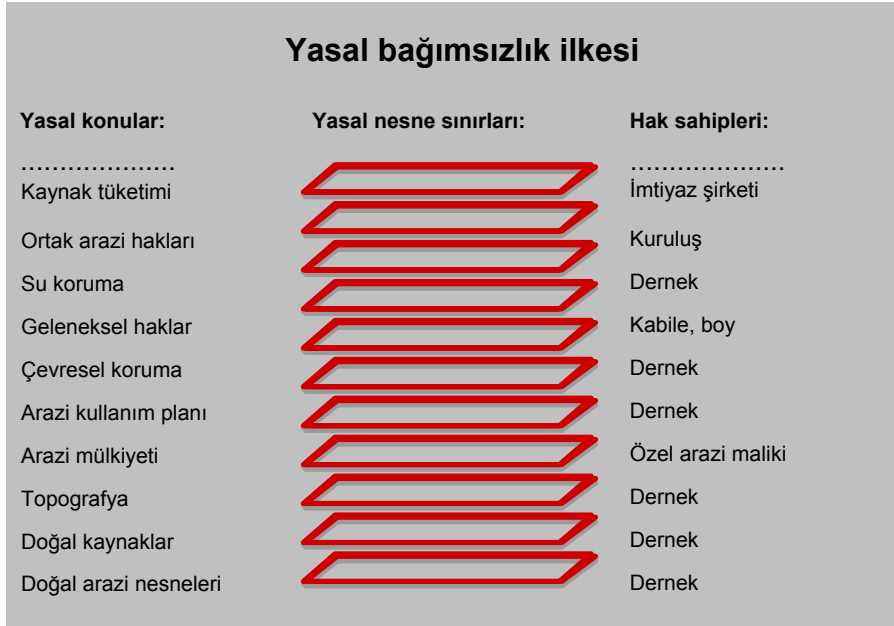 Yasal bağımsızlık ilkesi
Yasal konular: Yasal nesne sınırları: Hak sahipleri:
.................... ....................
Kaynak tüketimi İmtiyaz şirketi
Ortak arazi hakları Kuruluş
Su koruma Dernek
Geleneksel haklar Kabile, boy
Çevresel koruma Dernek
Arazi kullanım planı Dernek
Arazi mülkiyeti Özel arazi maliki
Topografya Dernek
Doğal kaynaklar Dernek
Doğal arazi nesneleri Dernek